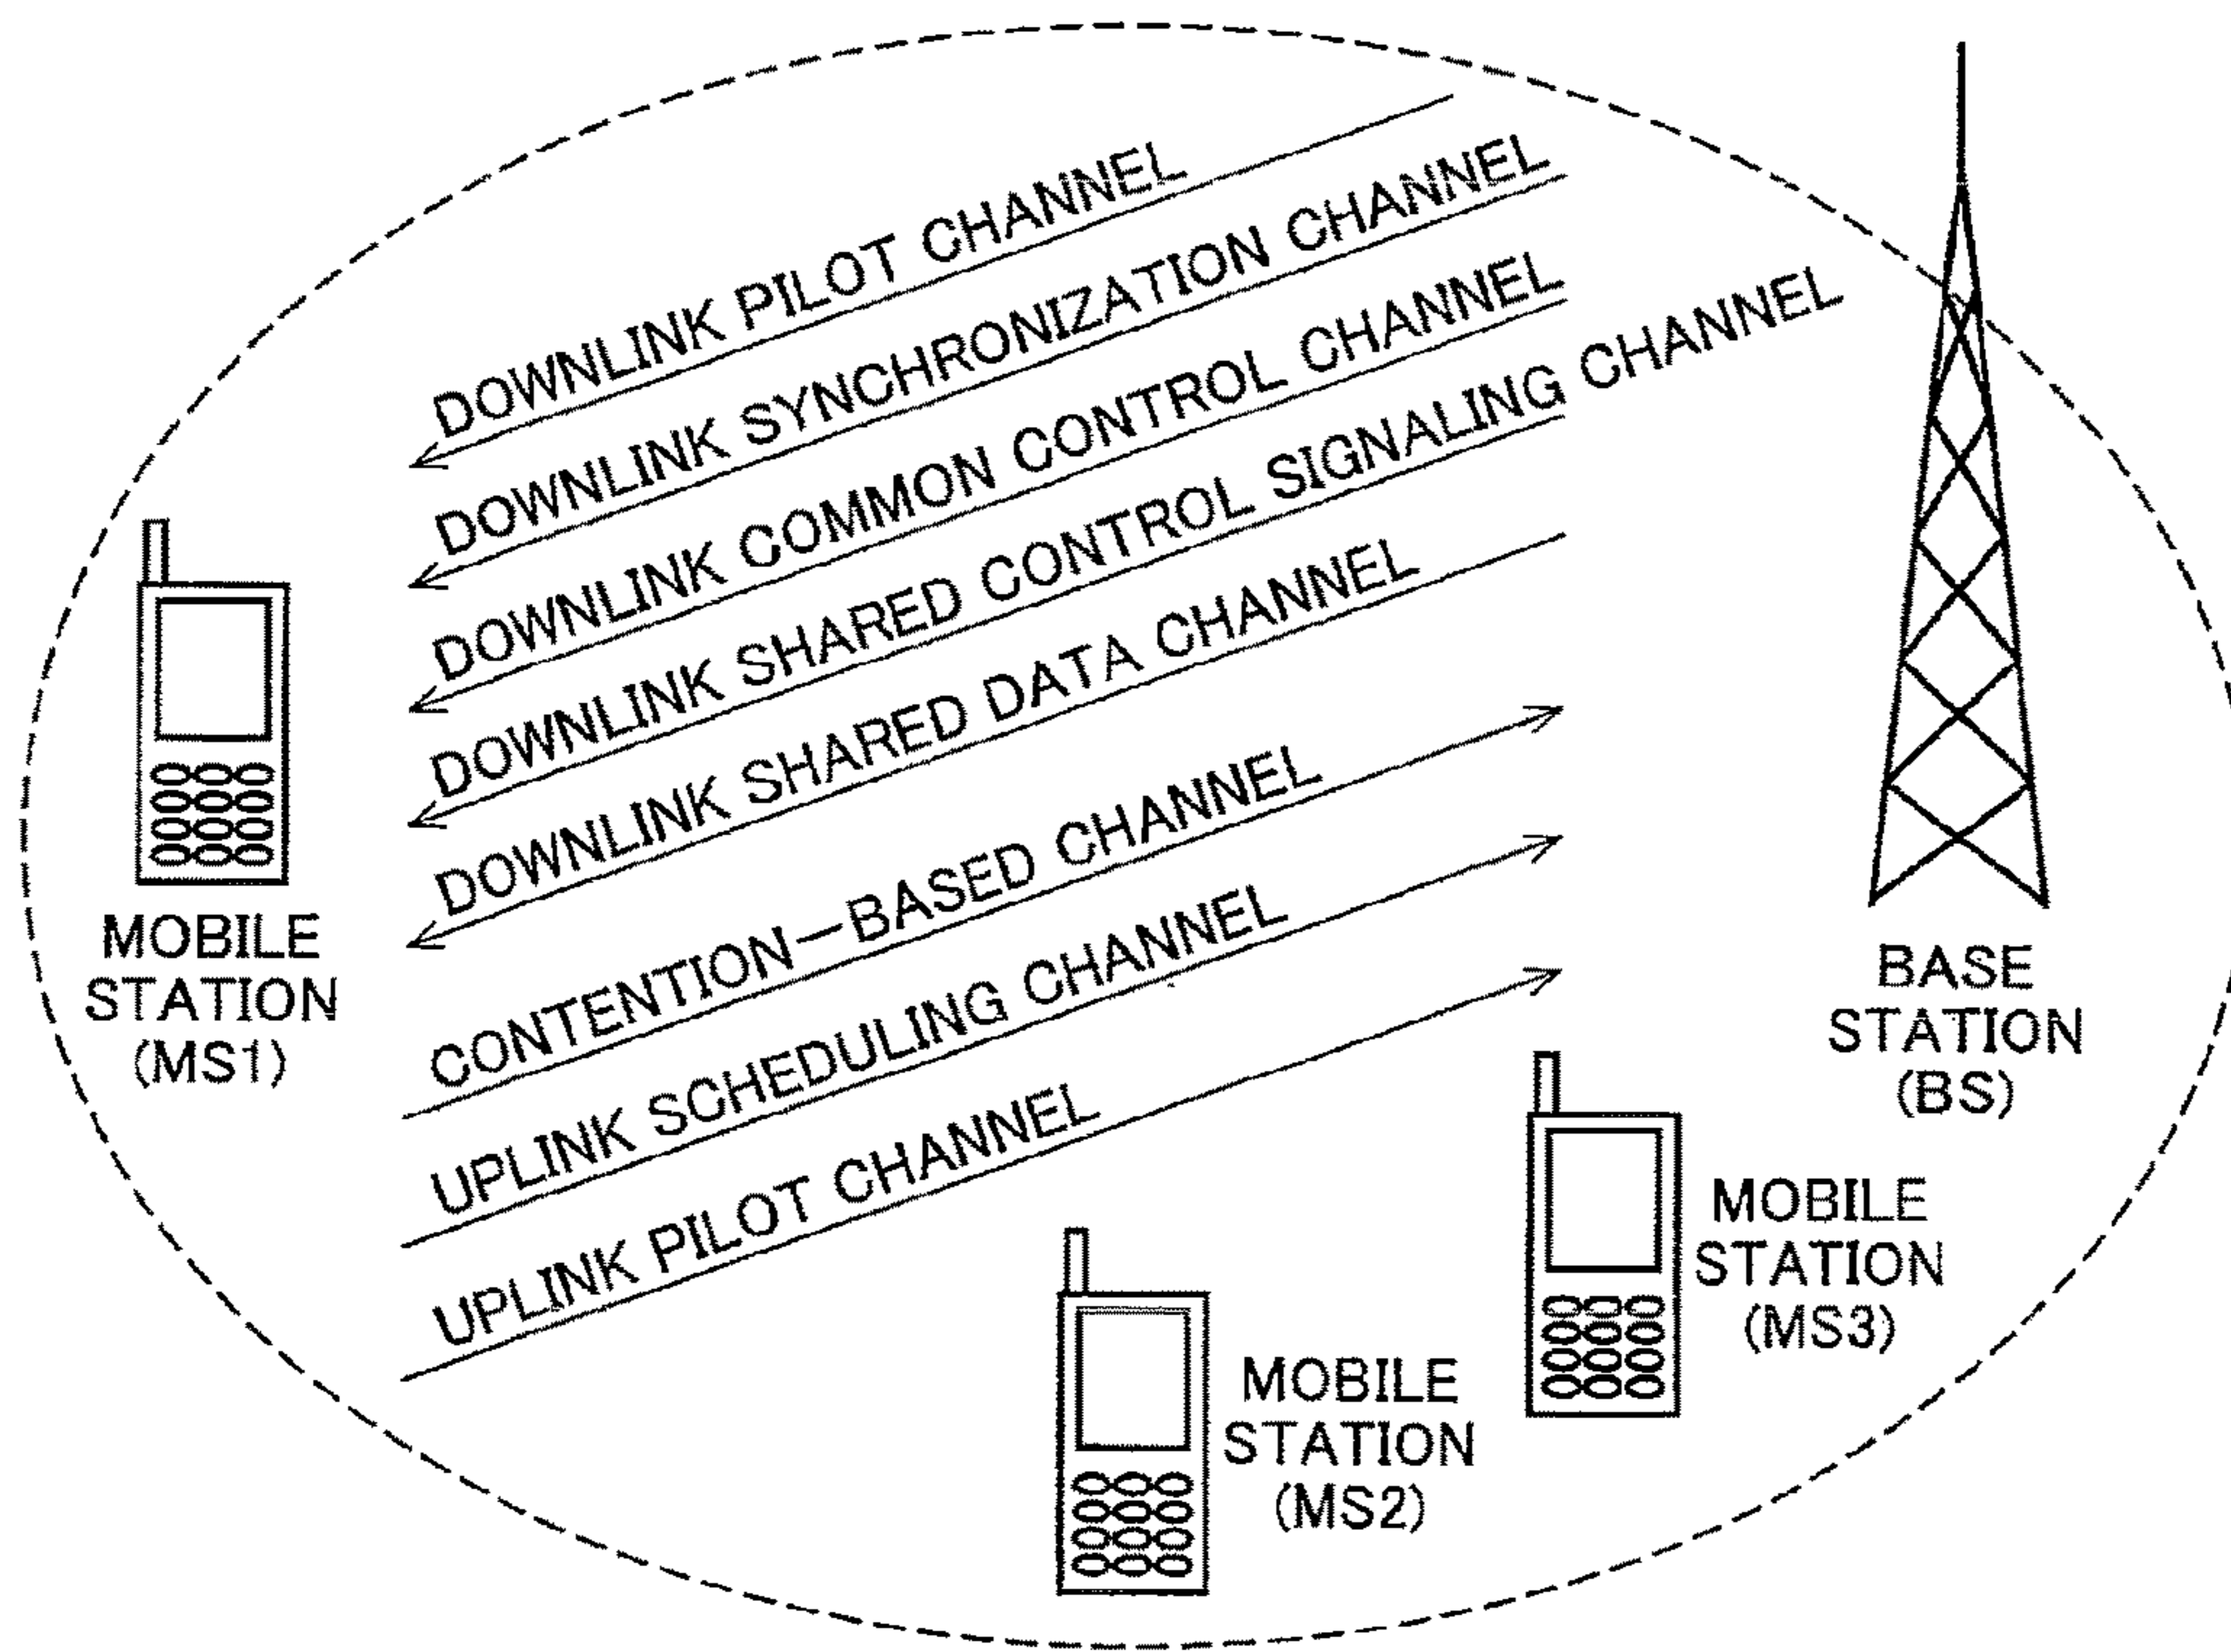 DOWNLINK PILOT CHANNEL
DOWNLINK SYNCHRONIZATION CHANNEL
DOWNLINK COMMON CONTROL CHANNEL
DOWNLINK SHARED CONTROL SIGNALING CHANNEL
DOWNLINK SHARED DATA CHANNEL
CONTENTION-BASED CHANNEL
UPLINK SCHEDULING CHANNEL
UPLINK PILOT CHANNEL
MOBILE
STATION
(MS1)
BASE
STATION
(BS)
MOBILE
STATION
(MS3)
MOBILE
STATION
(MS2)